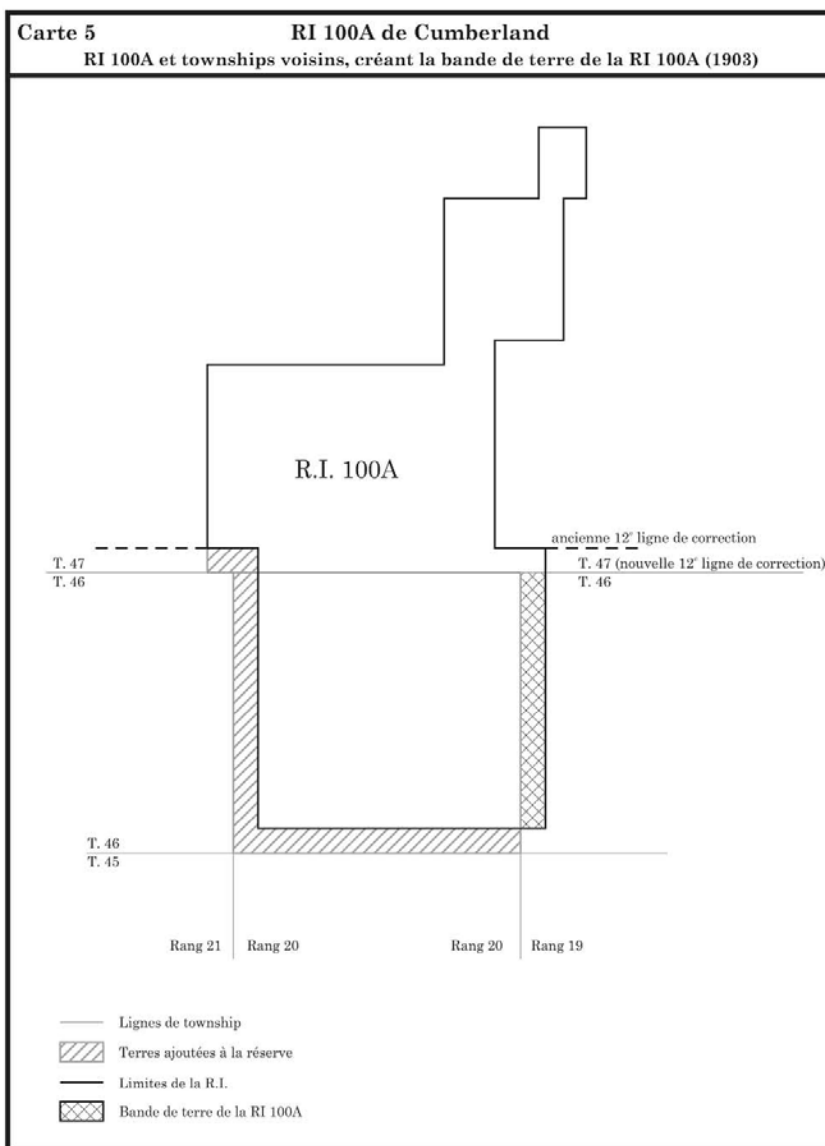 Carte 5
RI 100A de Cumberland
RI 100A et townships voisins, créant la bande de terre de la RI 100A (1903)
R.I. 100A
ancienne 12e ligne de correction
T. 47
T. 47 (nouvelle 12e ligne de correction)
T. 46
T. 46
T. 46
T. 45
Rang 21
Rang 20
Rang 20
Rang 19
Lignes de township
Terres ajoutées à la réserve
Limites de la R.I.
Bande de terre de la RI 100A